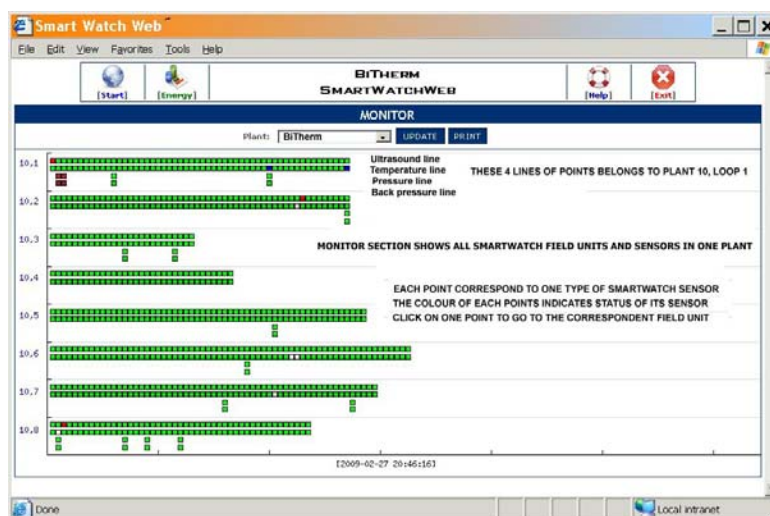 Smart Watch Web
File Edit View Favorites Tools Help
[Start]
[Energy]
BiTherm
SmartWatchWeb
[Help]
[Exit]
MONITOR
Plant: BiTherm UPDATE PRINT
10,1
Ultrasound line
Temperature line
Pressure line
Back pressure line
THESE 4 LINES OF POINTS BELONGS TO PLANT 10, LOOP 1
10,2
10,3
MONITOR SECTION SHOWS ALL SMARTWATCH FIELD UNITS AND SENSORS IN ONE PLANT
10,4
EACH POINT CORRESPOND TO ONE TYPE OF SMARTWATCH SENSOR
THE COLOUR OF EACH POINTS INDICATES STATUS OF ITS SENSOR
CLICK ON ONE POINT TO GO TO THE CORRESPONDENT FIELD UNIT
10,5
10,6
10,7
10,8
[2009-02-27 20:46:16]
Done
Local intranet